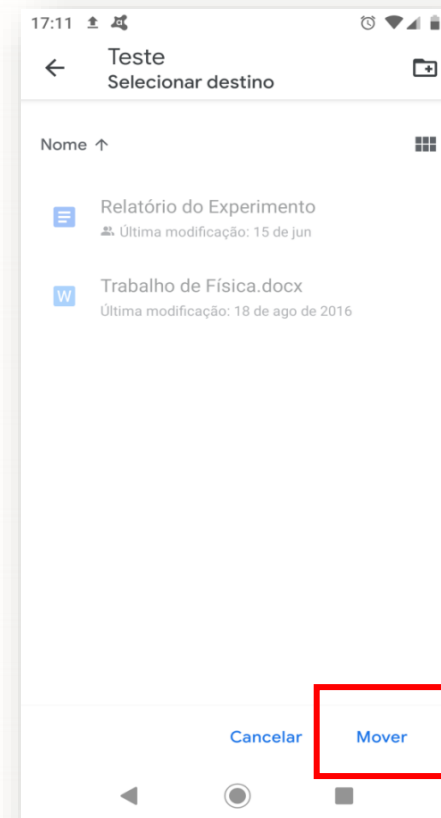 17:11
Teste
Selecionar destino
Nome
Relatório do Experimento
Última modificação: 15 de jun
W
Trabalho de Física.docx
Última modificação: 18 de ago de 2016
Cancelar Mover